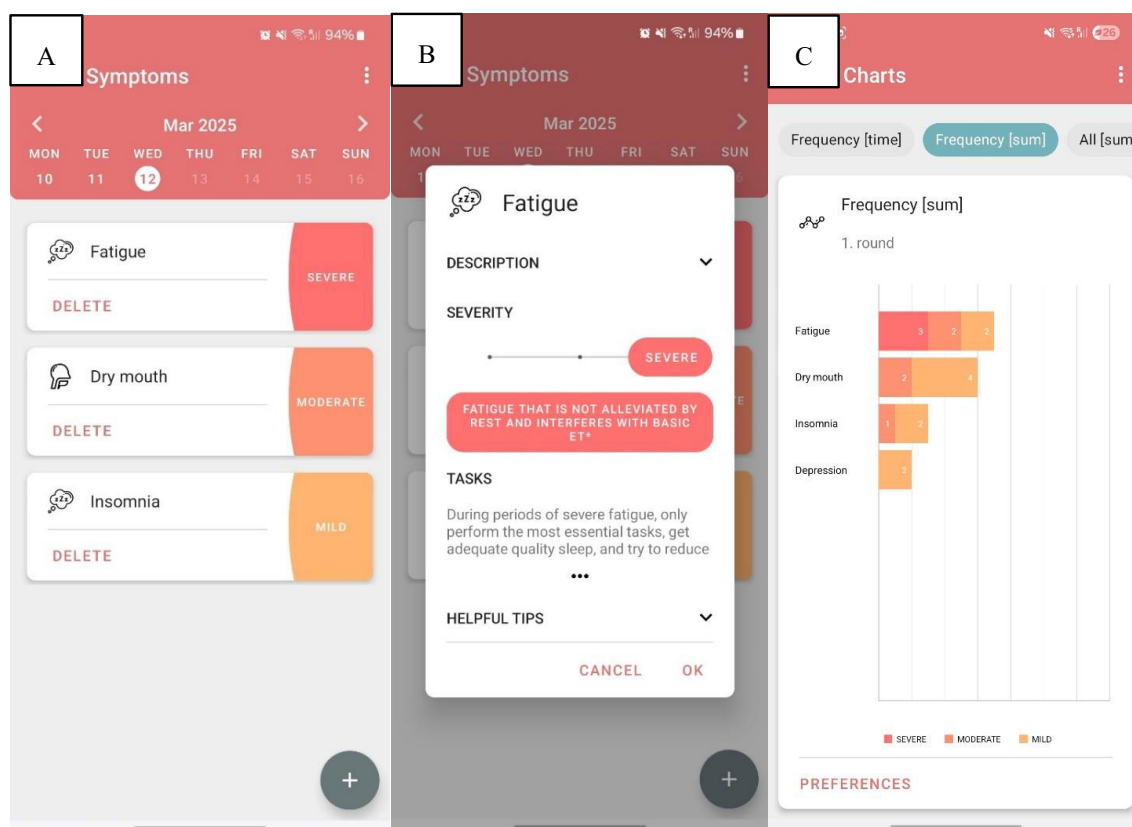 A
94%
Symptoms
Mar 2025
MON TUE WED THU FRI SAT SUN
10 11 12 13 14 15 16
Fatigue
SEVERE
DELETE
Dry mouth
MODERATE
DELETE
Insomnia
MILD
DELETE
+
B
94%
Symptoms
Mar 2025
MON TUE WED THU FRI SAT SUN
Fatigue
DESCRIPTION
SEVERITY
SEVERE
FATIGUE THAT IS NOT ALLEVIATED BY
REST AND INTERFERES WITH BASIC
ET*
TASKS
During periods of severe fatigue, only
perform the most essential tasks, get
adequate quality sleep, and try to reduce
•••
HELPFUL TIPS
CANCEL OK
+
C
26
Charts
Frequency [time] Frequency [sum] All [sum
Frequency [sum]
1. round
Fatigue 3 2 2
Dry mouth 2 4
Insomnia 1 2
Depression 2
SEVERE MODERATE MILD
PREFERENCES